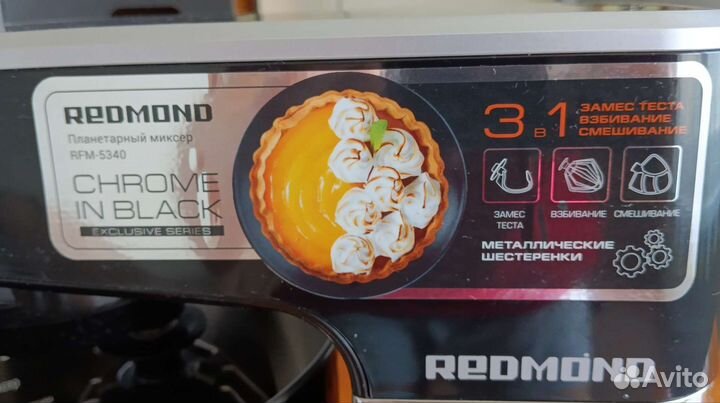 REDMOND
Планетарный миксер
RFM-5340
CHROME
IN BLACK
EXCLUSIVE SERIES
3 в 1
ЗАМЕС ТЕСТА
ВЗБИВАНИЕ
СМЕШИВАНИЕ
ЗАМЕС
ТЕСТА
ВЗБИВАНИЕ
СМЕШИВАНИЕ
МЕТАЛЛИЧЕСКИЕ
ШЕСТЕРЕНКИ
REDMOND
Avito